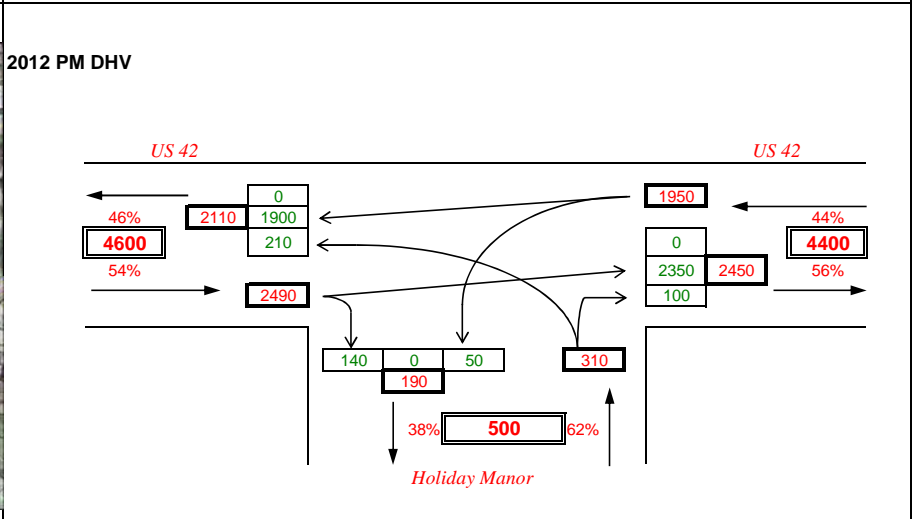 2012 PM DHV
US 42 US 42
0 1950
46% 2110 1900 44%
4600 210 0 4400
54% 2350 2450 56%
2490 100
140 0 50 310
190
38% 500 62%
Holiday Manor